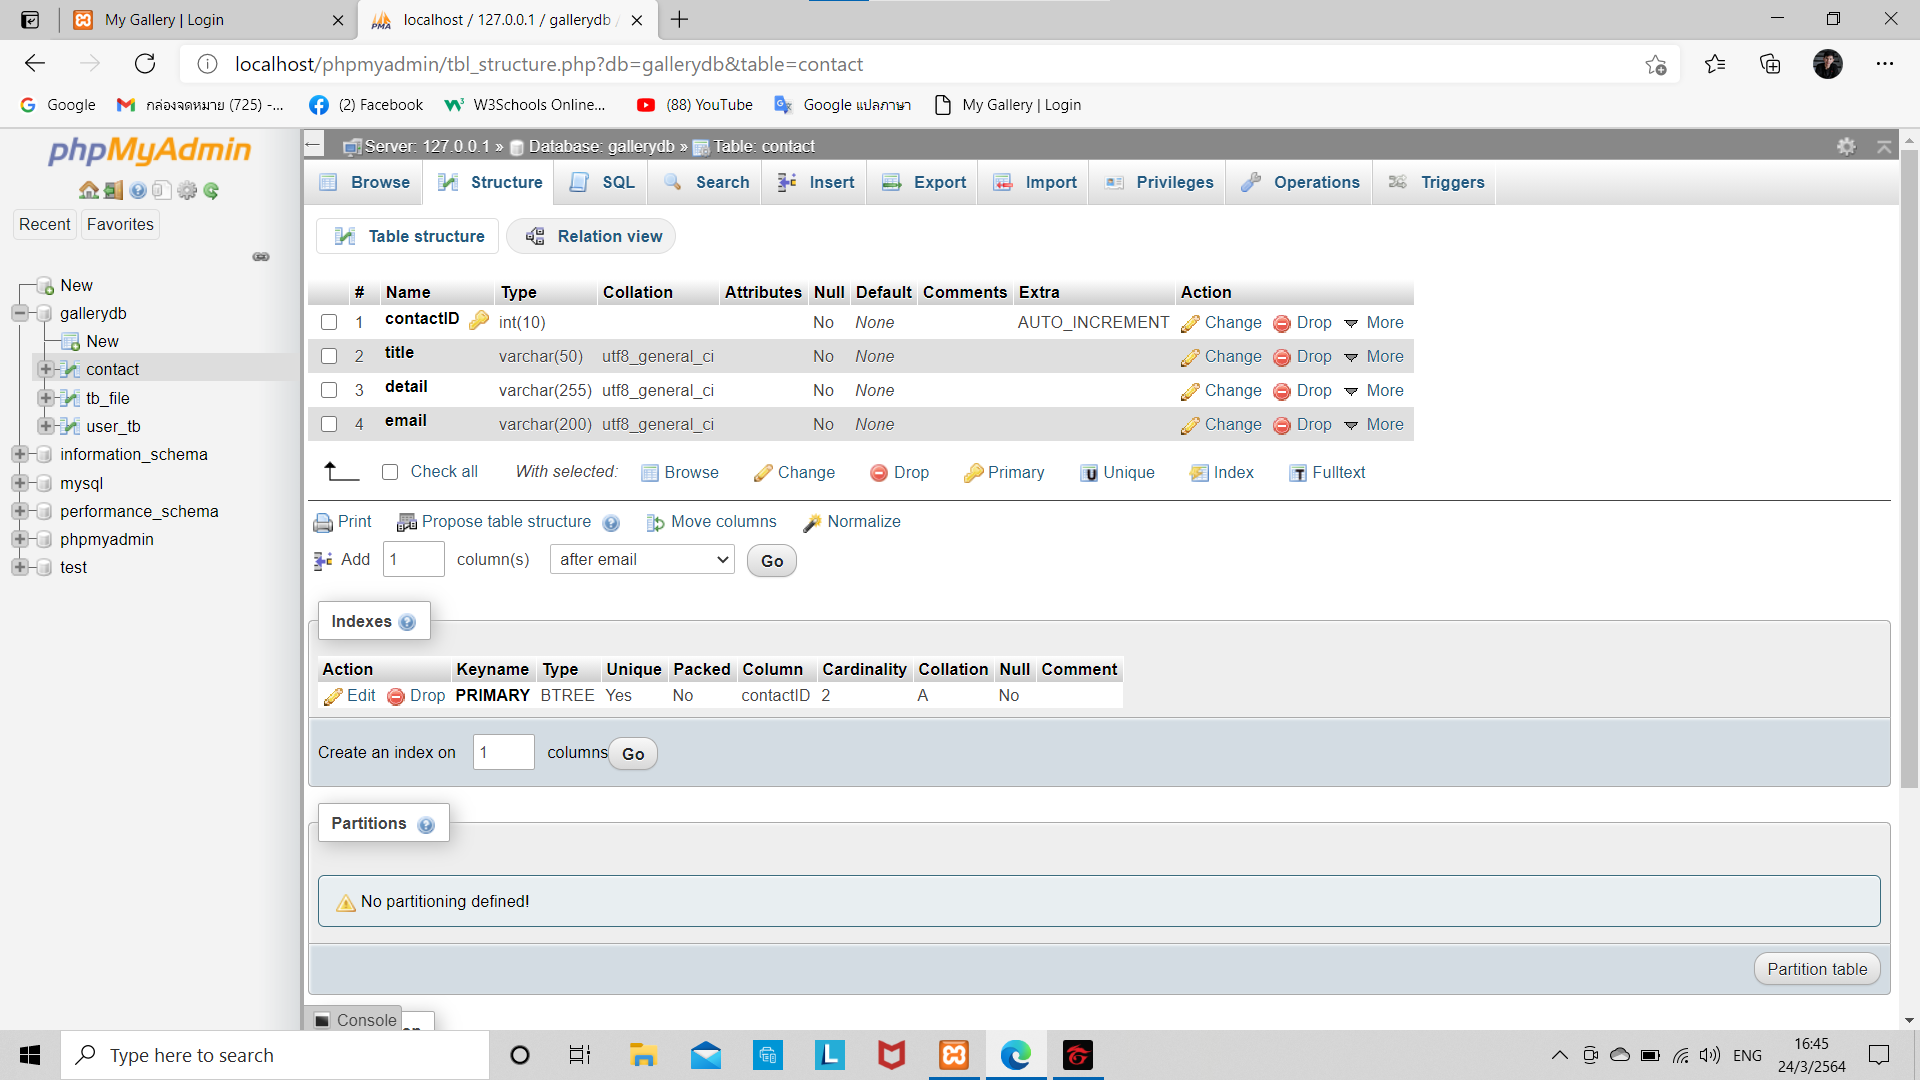 My Gallery | Login
localhost / 127.0.0.1 / gallerydb /
localhost/phpmyadmin/tbl_structure.php?db=gallerydb&table=contact
Google
กล่องจดหมาย (725) -...
(2) Facebook
W3Schools Online...
(88) YouTube
Google แปลภาษา
My Gallery | Login
phpMyAdmin
Recent
Favorites
New
gallerydb
New
contact
tb_file
user_tb
information_schema
mysql
performance_schema
phpmyadmin
test
Server: 127.0.0.1 » Database: gallerydb » Table: contact
Browse Structure SQL Search Insert Export Import Privileges Operations Triggers
Table structure Relation view
# Name Type Collation Attributes Null Default Comments Extra Action
1 contactID int(10) No None AUTO_INCREMENT Change Drop More
2 title varchar(50) utf8_general_ci No None Change Drop More
3 detail varchar(255) utf8_general_ci No None Change Drop More
4 email varchar(200) utf8_general_ci No None Change Drop More
Check all With selected: Browse Change Drop Primary Unique Index Fulltext
Print Propose table structure Move columns Normalize
Add 1 column(s) after email Go
Indexes
Action Keyname Type Unique Packed Column Cardinality Collation Null Comment
Edit Drop PRIMARY BTREE Yes No contactID 2 A No
Create an index on 1 columns Go
Partitions
No partitioning defined!
Partition table
Console
Type here to search
ENG
16:45
24/3/2564